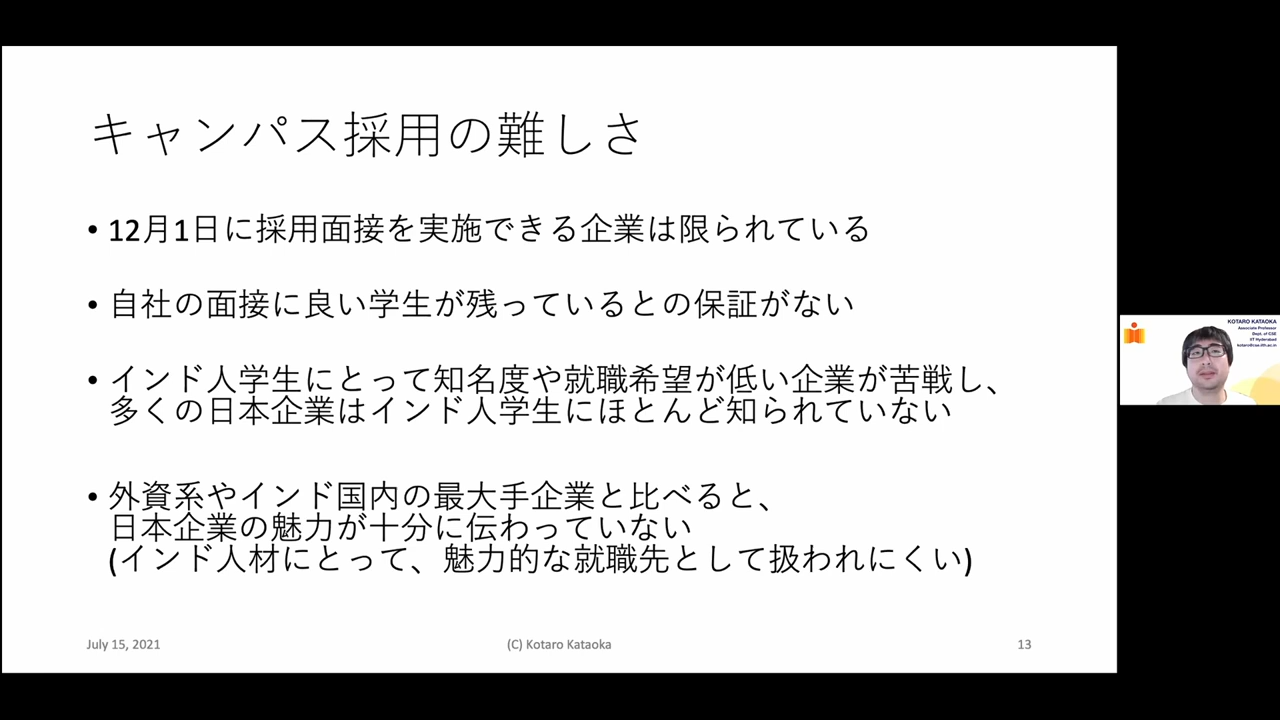 キャンパス採用の難しさ
• 12月1日に採用面接を実施できる企業は限られている
• 自社の面接に良い学生が残っているとの保証がない
• インド人学生にとって知名度や就職希望が低い企業が苦戦し、
多くの日本企業はインド人学生にほとんど知られていない
• 外資系やインド国内の最大手企業と比べると、
日本企業の魅力が十分に伝わっていない
(インド人材にとって、魅力的な就職先として扱われにくい)
July 15, 2021
(C) Kotaro Kataoka
13
KOTARO KATAOKA
Associate Professor
Dept. of CSE
IIT Hyderabad
kotaro@cse.iith.ac.in